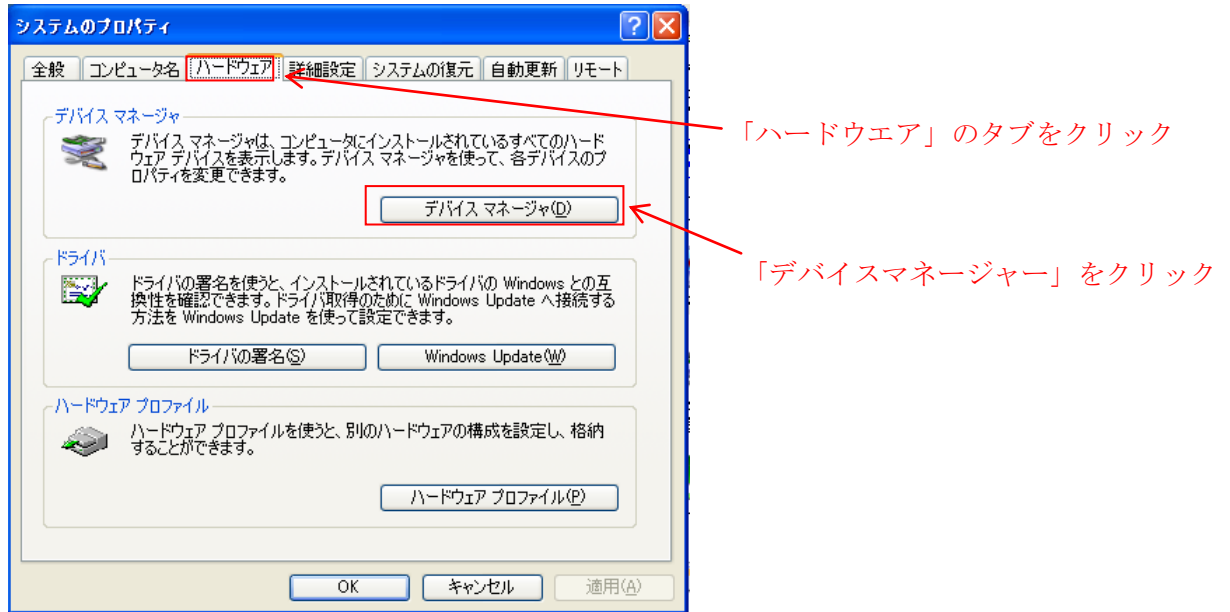 システムのプロパティ
全般 コンピュータ名 ハードウェア 詳細設定 システムの復元 自動更新 リモート
デバイス マネージャ
デバイス マネージャは、コンピュータにインストールされているすべてのハード
ウェア デバイスを表示します。デバイス マネージャを使って、各デバイスのプ
ロパティを変更できます。
デバイス マネージャ(D)
ドライバ
ドライバの署名を使うと、インストールされているドライバの Windows との互
換性を確認できます。ドライバ取得のために Windows Update へ接続する
方法を Windows Update を使って設定できます。
ドライバの署名(S) Windows Update(W)
ハードウェア プロファイル
ハードウェア プロファイルを使うと、別のハードウェアの構成を設定し、格納
することができます。
ハードウェア プロファイル(P)
OK キャンセル 適用(A)
「ハードウエア」のタブをクリック
「デバイスマネージャー」をクリック